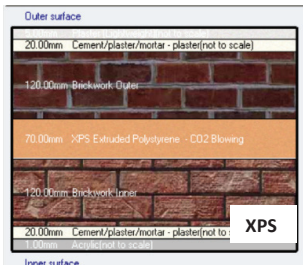 Outer surface
20.00mm Cement/plaster/mortar - plaster(not to scale)
120.00mm Brickwork Outer
70.00mm XPS Extruded Polystyrene - CO2 Blowing
120.00mm Brickwork Inner
20.00mm Cement/plaster/mortar - plaster(not to
XPS
1.00mm Acrylic(not to scale)
Inner surface